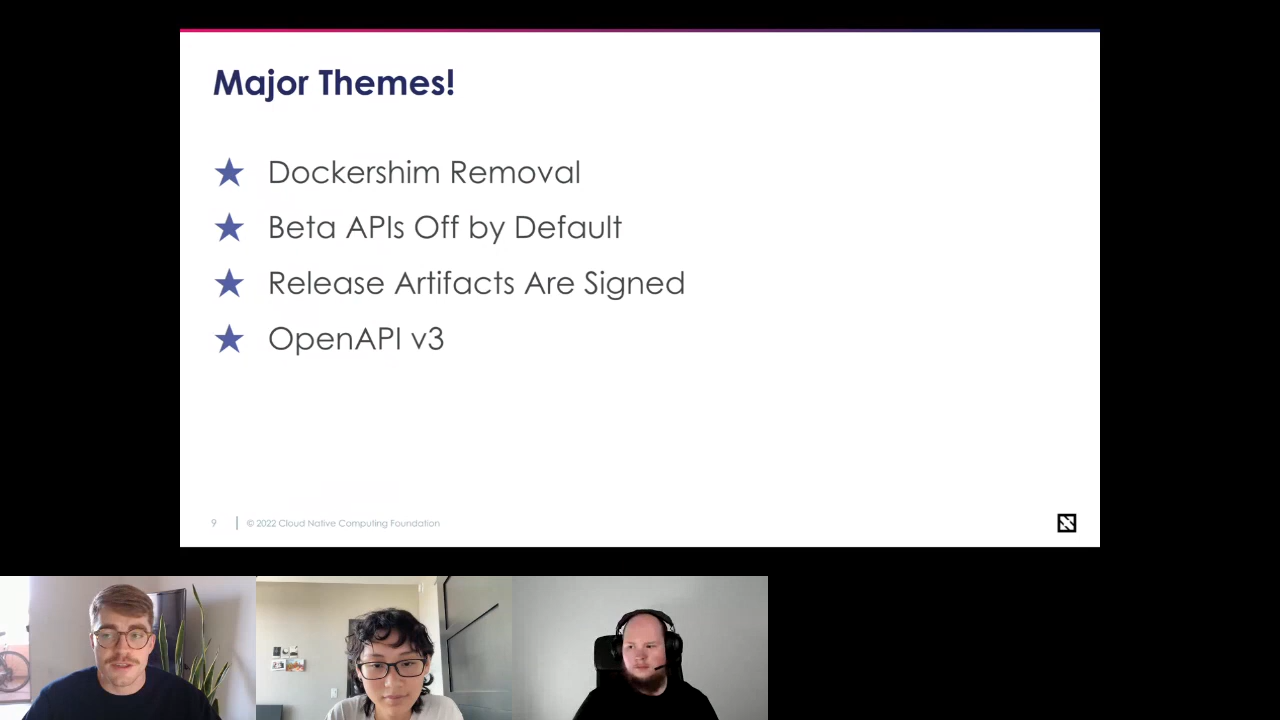 Major Themes!
Dockershim Removal
Beta APIs Off by Default
Release Artifacts Are Signed
OpenAPI v3
9
© 2022 Cloud Native Computing Foundation